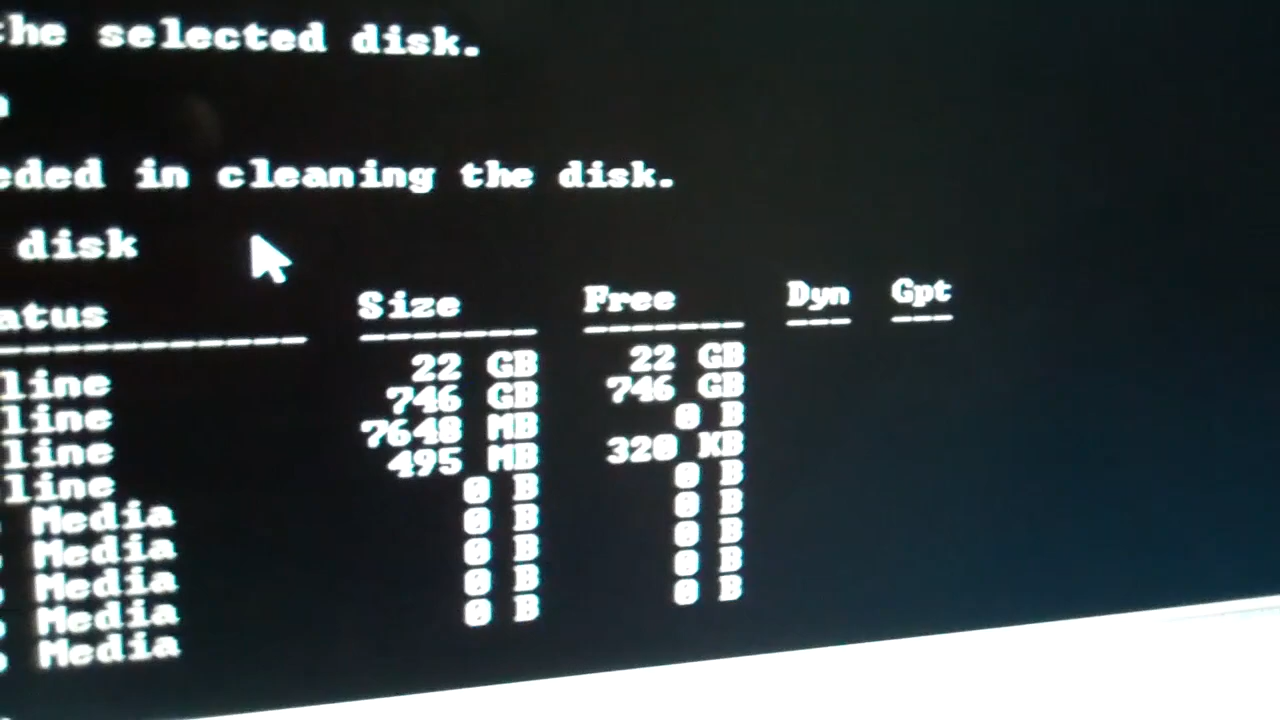 the selected disk.
eded in cleaning the disk.
disk
atus Size Free Dyn Gpt
line 22 GB 22 GB
line 746 GB 746 GB
line 7648 MB 0 B
line 495 MB 320 KB
Media 0 B 0 B
Media 0 B 0 B
Media 0 B 0 B
Media 0 B 0 B
Media 0 B 0 B